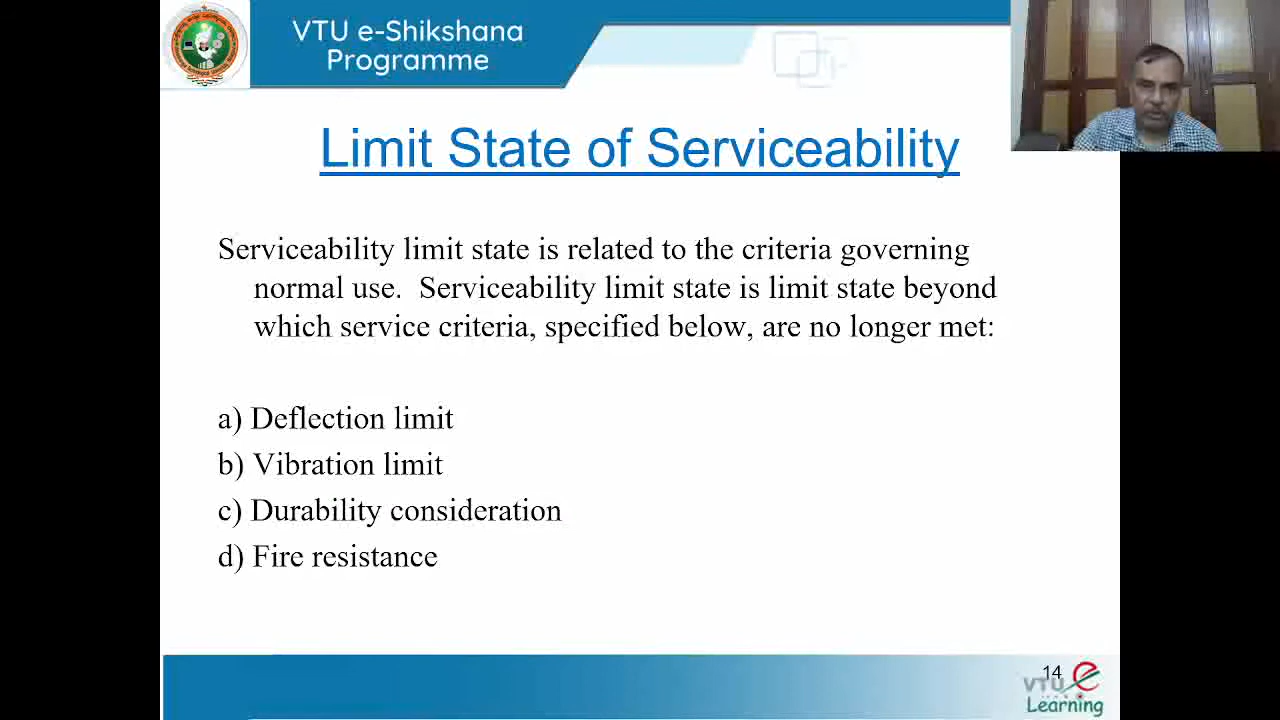 VTU e-Shikshana
Programme
Limit State of Serviceability
Serviceability limit state is related to the criteria governing
normal use. Serviceability limit state is limit state beyond
which service criteria, specified below, are no longer met:
a) Deflection limit
b) Vibration limit
c) Durability consideration
d) Fire resistance
14
VTU e
Learning